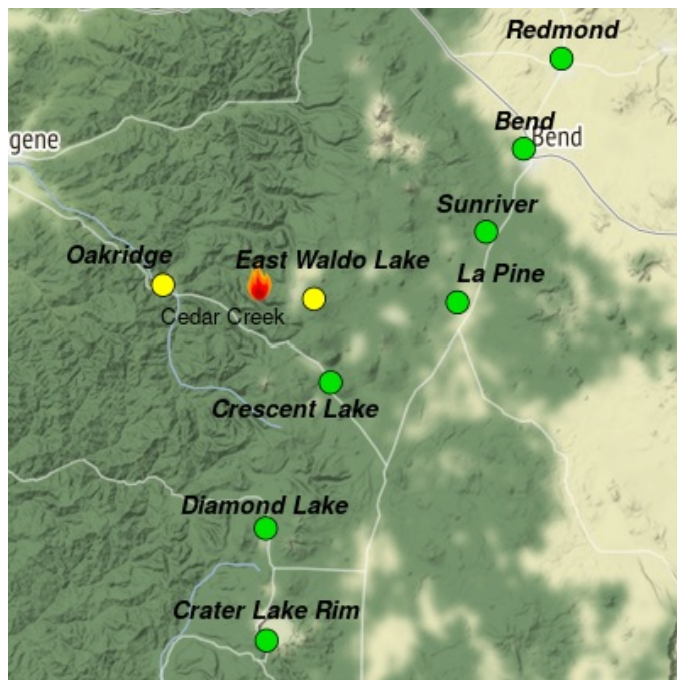 Redmond
Bend
Bend
gene
Sunriver
Oakridge
East Waldo Lake
La Pine
Cedar Creek
Crescent Lake
Diamond Lake
Crater Lake Rim